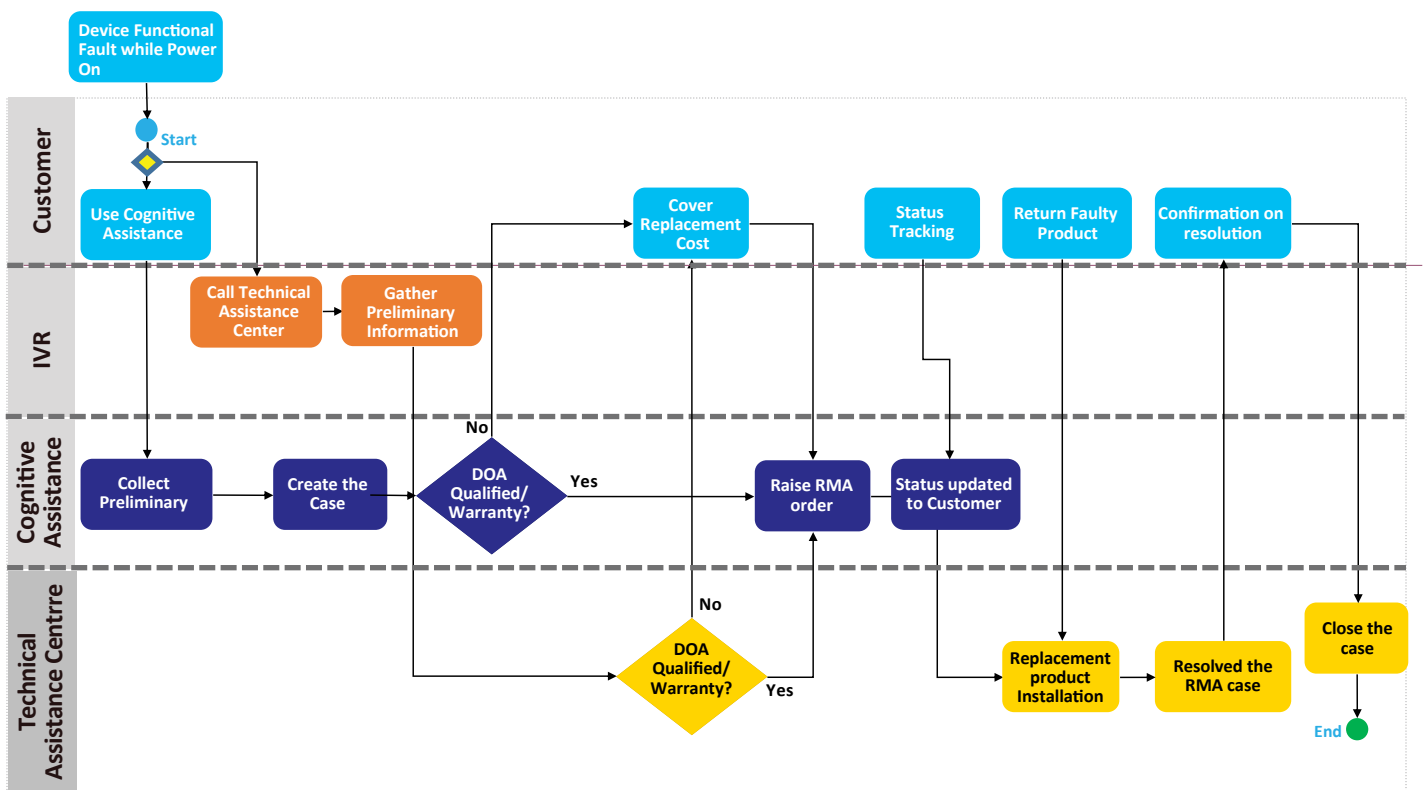 Device Functional
Fault while Power
On
Customer
Start
Use Cognitive
Assistance
Cover
Replacement
Cost
Status
Tracking
Return Faulty
Product
Confirmation on
resolution
IVR
Call Technical
Assistance
Center
Gather
Preliminary
Information
Cognitive
Assistance
Collect
Preliminary
Create the
Case
No
DOA
Qualified/
Warranty?
Yes
Raise RMA
order
Status updated
to Customer
Technical
Assistance Centrre
No
DOA
Qualified/
Warranty?
Yes
Replacement
product
Installation
Resolved the
RMA case
Close the
case
End